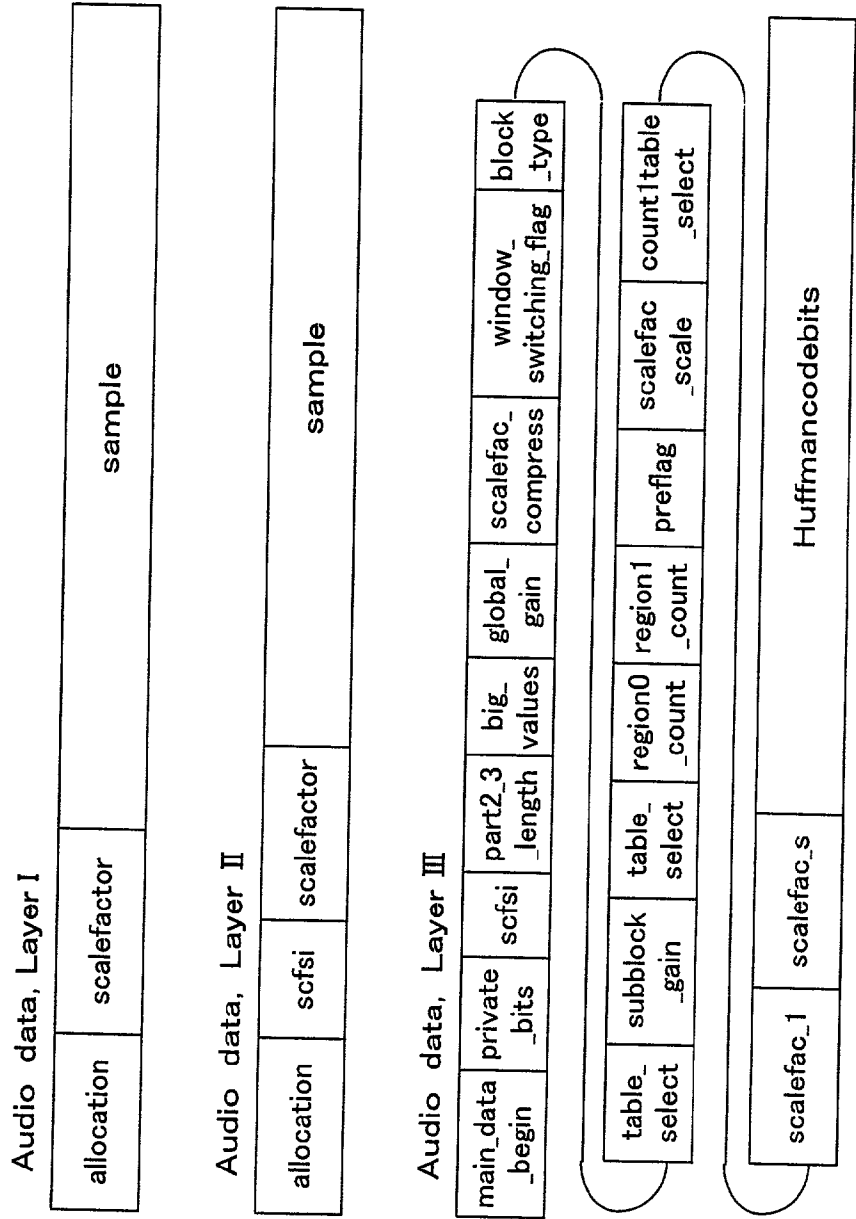 Audio data, Layer I
allocation
scalefactor
sample
Audio data, Layer II
allocation
scfsi
scalefactor
sample
Audio data, Layer III
main_data
_begin
private
_bits
scfsi
part2_3
_length
big_
values
global_
gain
scalefac_
compress
window_
switching_flag
block
_type
table_
select
subblock
_gain
table_
select
region0
_count
region1
_count
preflag
scalefac
_scale
count1table
_select
scalefac_1
scalefac_s
Huffmancodebits